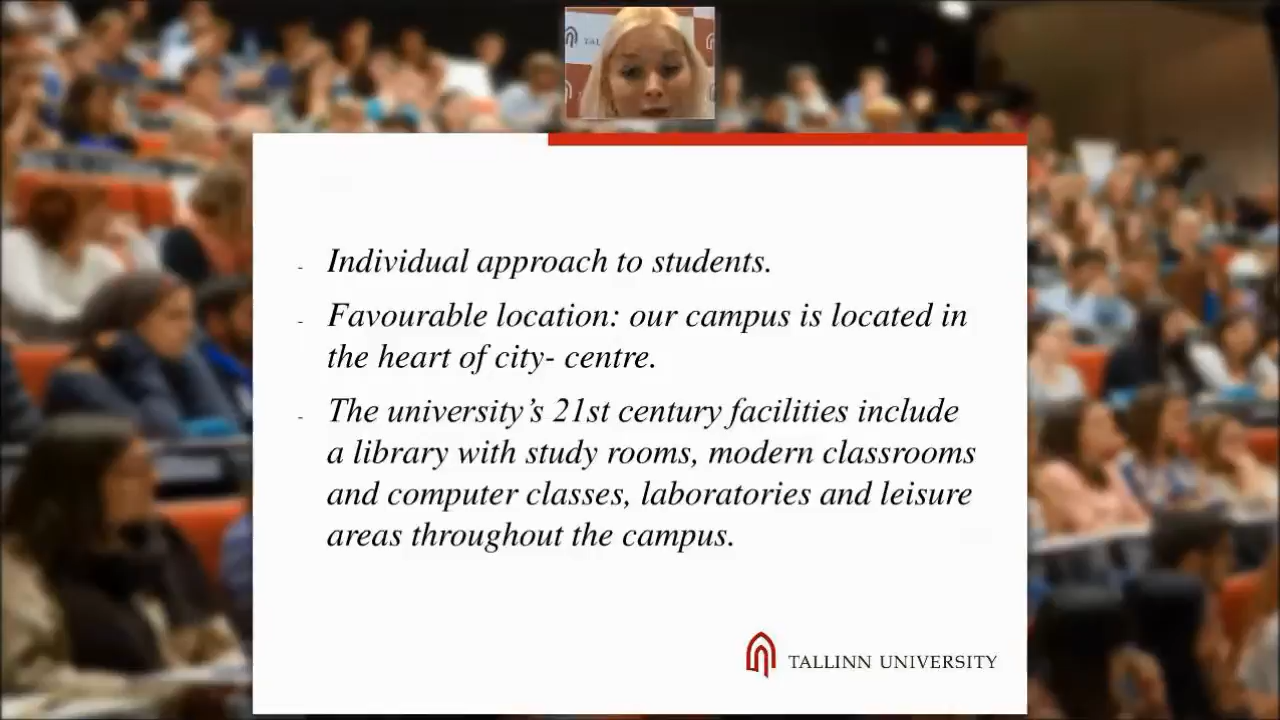 TAL
- Individual approach to students.
- Favourable location: our campus is located in
the heart of city- centre.
- The university’s 21st century facilities include
a library with study rooms, modern classrooms
and computer classes, laboratories and leisure
areas throughout the campus.
TALLINN UNIVERSITY